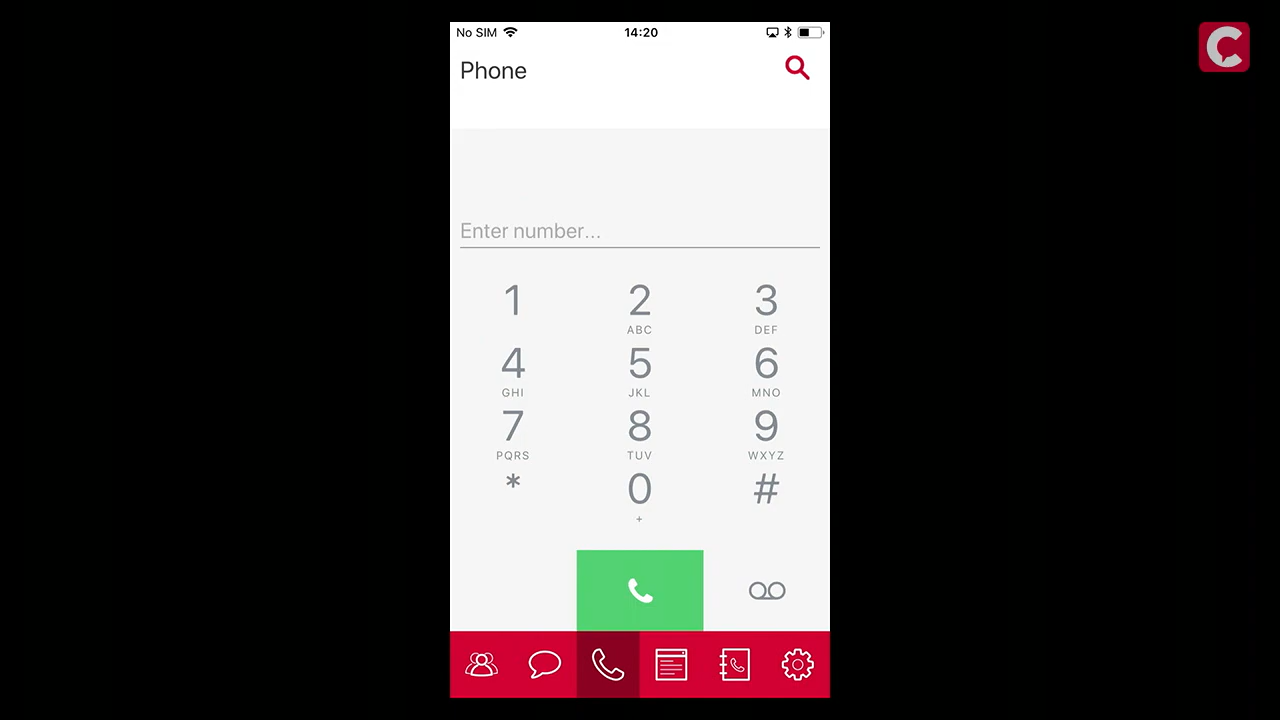 No SIM 14:20
Phone
Enter number...
1 2 3
ABC DEF
4 5 6
GHI JKL MNO
7 8 9
PQRS TUV WXYZ
* 0 #
+
C